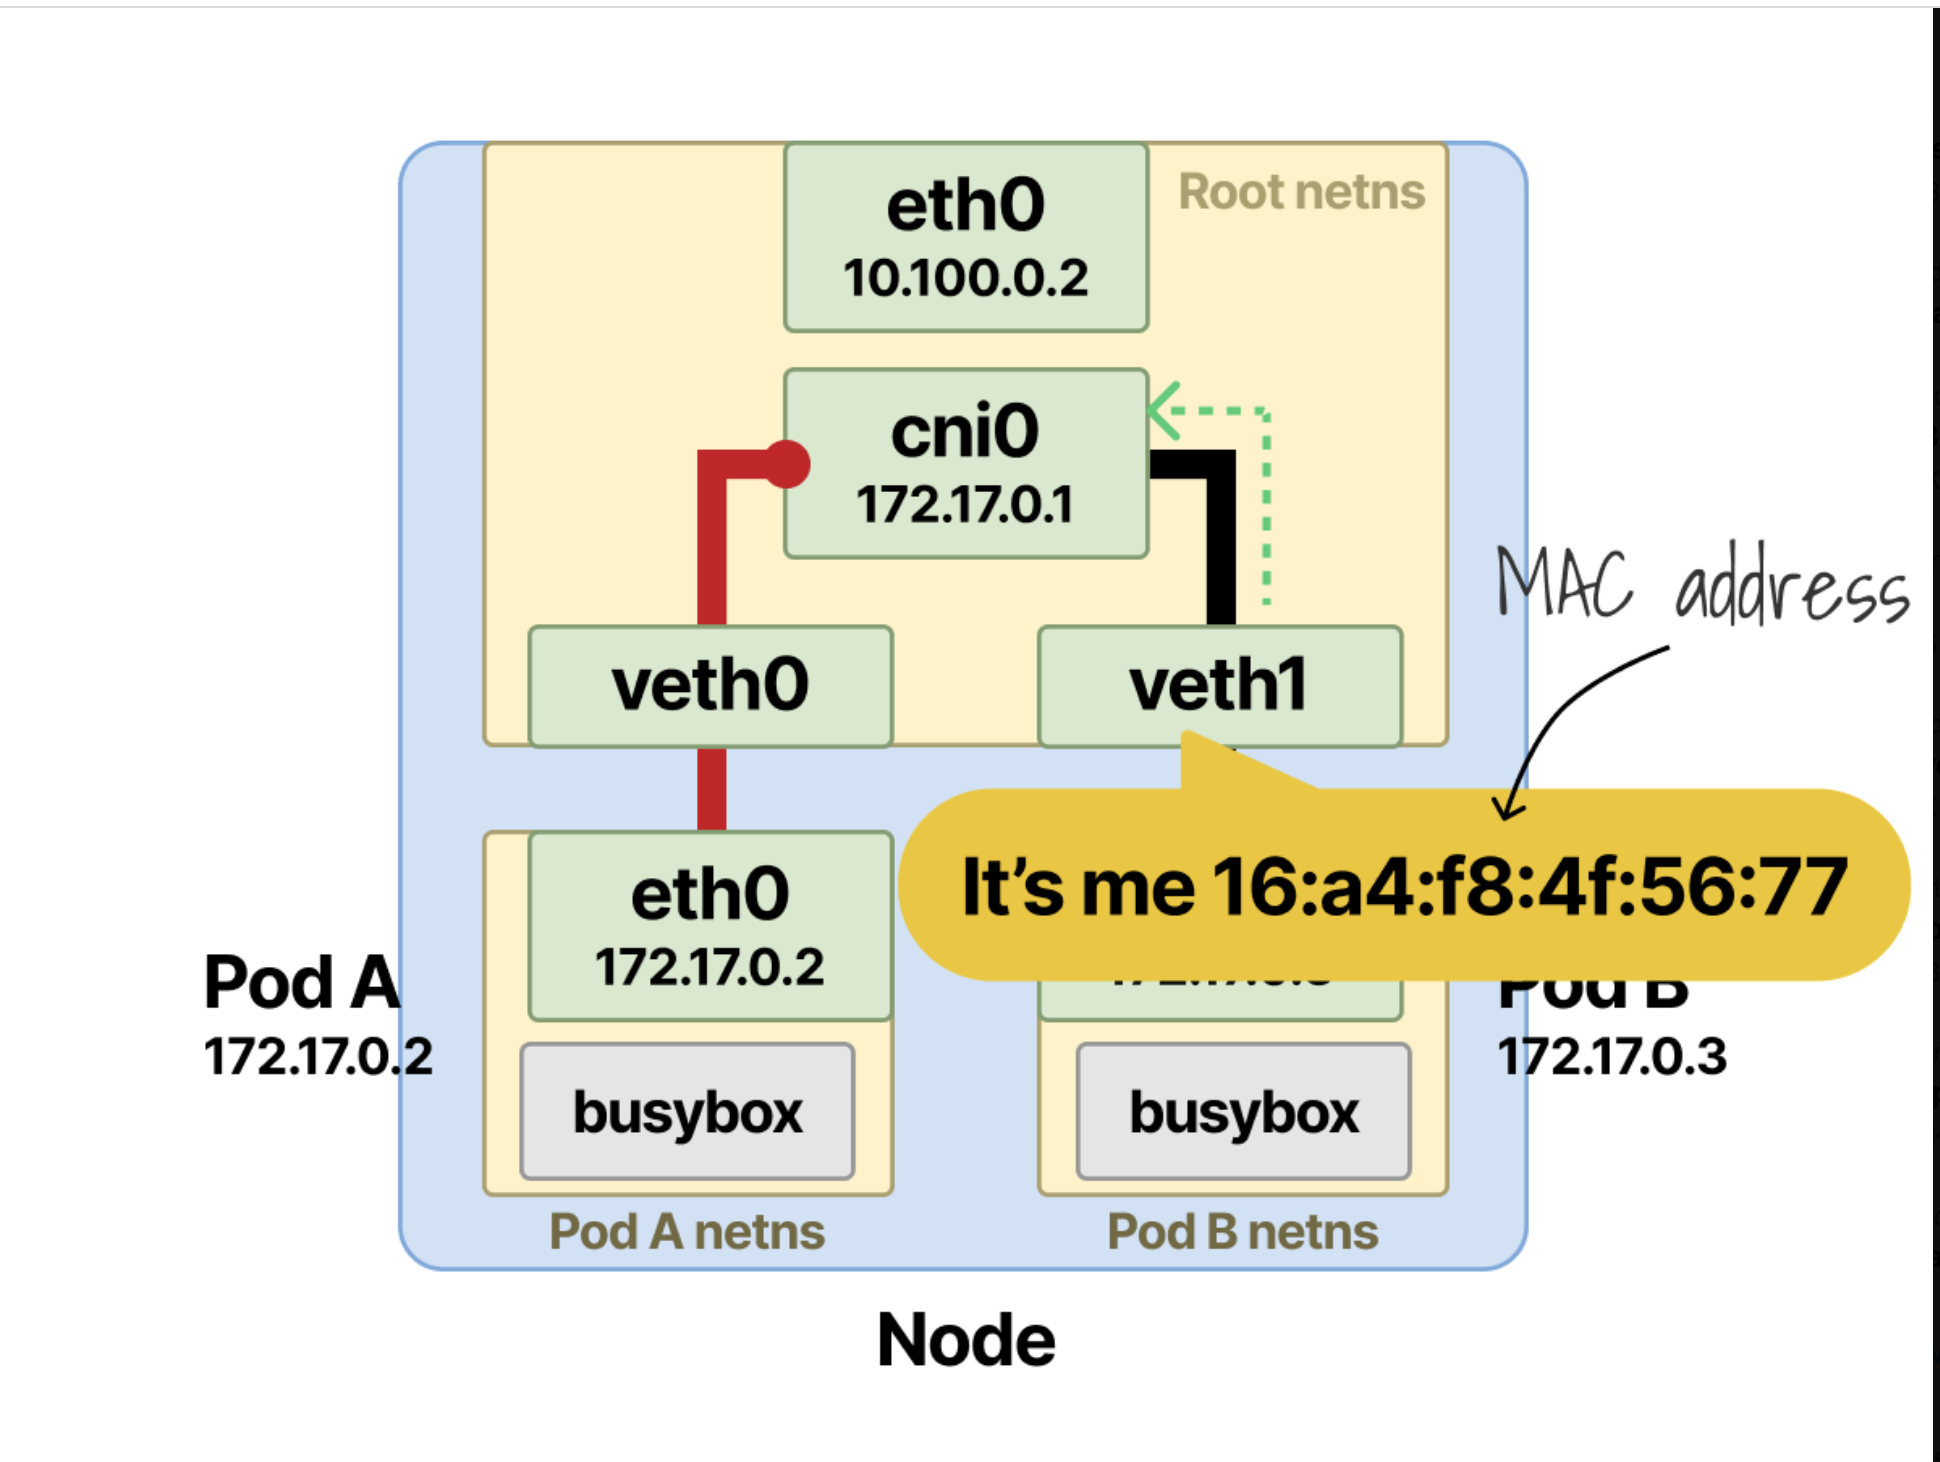 eth0
10.100.0.2
Root netns
cni0
172.17.0.1
MAC address
veth0
veth1
It's me 16:a4:f8:4f:56:77
eth0
172.17.0.2
Pod A
172.17.0.2
Pod B
172.17.0.3
busybox
busybox
Pod A netns
Pod B netns
Node